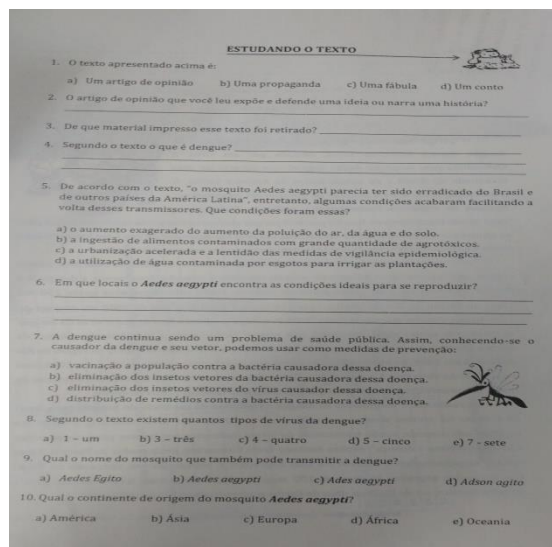 ESTUDANDO O TEXTO
1. O texto apresentado acima é:
a) Um artigo de opinião b) Uma propaganda c) Uma fábula d) Um conto
2. O artigo de opinião que você leu expõe e defende uma ideia ou narra uma história?
3. De que material impresso esse texto foi retirado?
4. Segundo o texto o que é dengue?
5. De acordo com o texto, "o mosquito Aedes aegypti parecia ter sido erradicado do Brasil e
de outros países da América Latina", entretanto, algumas condições acabaram facilitando a
volta desses transmissores. Que condições foram essas?
a) o aumento exagerado do aumento da poluição do ar, da água e do solo.
b) a ingestão de alimentos contaminados com grande quantidade de agrotóxicos.
c) a urbanização acelerada e a lentidão das medidas de vigilância epidemiológica.
d) a utilização de água contaminada por esgotos para irrigar as plantações.
6. Em que locais o Aedes aegypti encontra as condições ideais para se reproduzir?
7. A dengue continua sendo um problema de saúde pública. Assim, conhecendo-se o
causador da dengue e seu vetor, podemos usar como medidas de prevenção:
a) vacinação a população contra a bactéria causadora dessa doença.
b) eliminação dos insetos vetores da bactéria causadora dessa doença.
c) eliminação dos insetos vetores do vírus causador dessa doença.
d) distribuição de remédios contra a bactéria causadora dessa doença.
8. Segundo o texto existem quantos tipos de vírus da dengue?
a) 1 – um b) 3 – três c) 4 – quatro d) 5 – cinco e) 7 - sete
9. Qual o nome do mosquito que também pode transmitir a dengue?
a) Aedes Egito b) Aedes aegypti c) Ades aegypti d) Adson agito
10. Qual o continente de origem do mosquito Aedes aegypti?
a) América b) Ásia c) Europa d) África e) Oceania